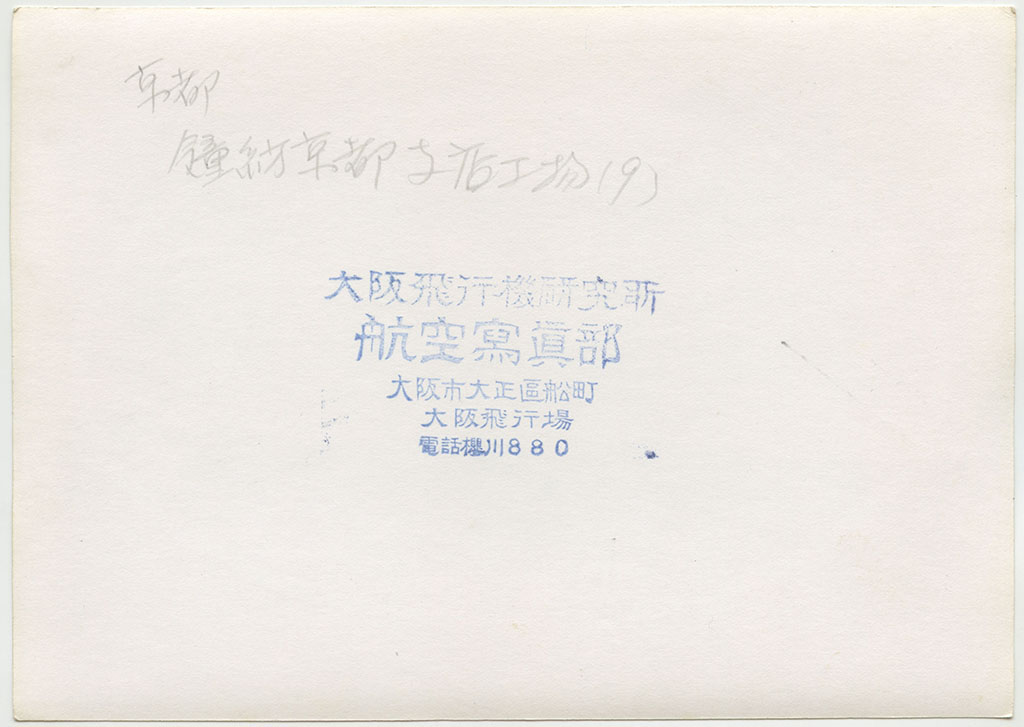 京都
鐘紡京都支店工場(9)
大阪飛行機研究所
航空寫眞部
大阪市大正區船町
大阪飛行場
電話櫻川880